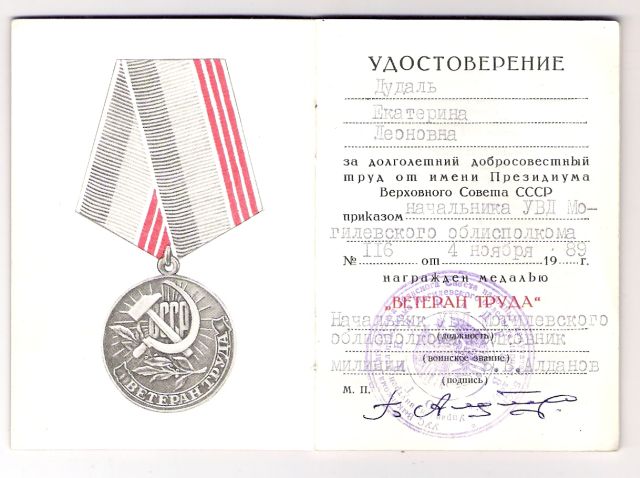 СССР
ВЕТЕРАН ТРУДА
УДОСТОВЕРЕНИЕ
Дудаль
Екатерина
Леоновна
за долголетний добросовестный
труд от имени Президиума
Верховного Совета СССР
приказом начальника УВД Мо-
гилевского облисполкома
№ 116 от 4 ноября 1989 г.
награжден медалью
„ВЕТЕРАН ТРУДА“
Начальник УВД Могилевского
(должность)
облисполкома полковник
(воинское звание)
милиции В.Алданов
(подпись)
М. П.